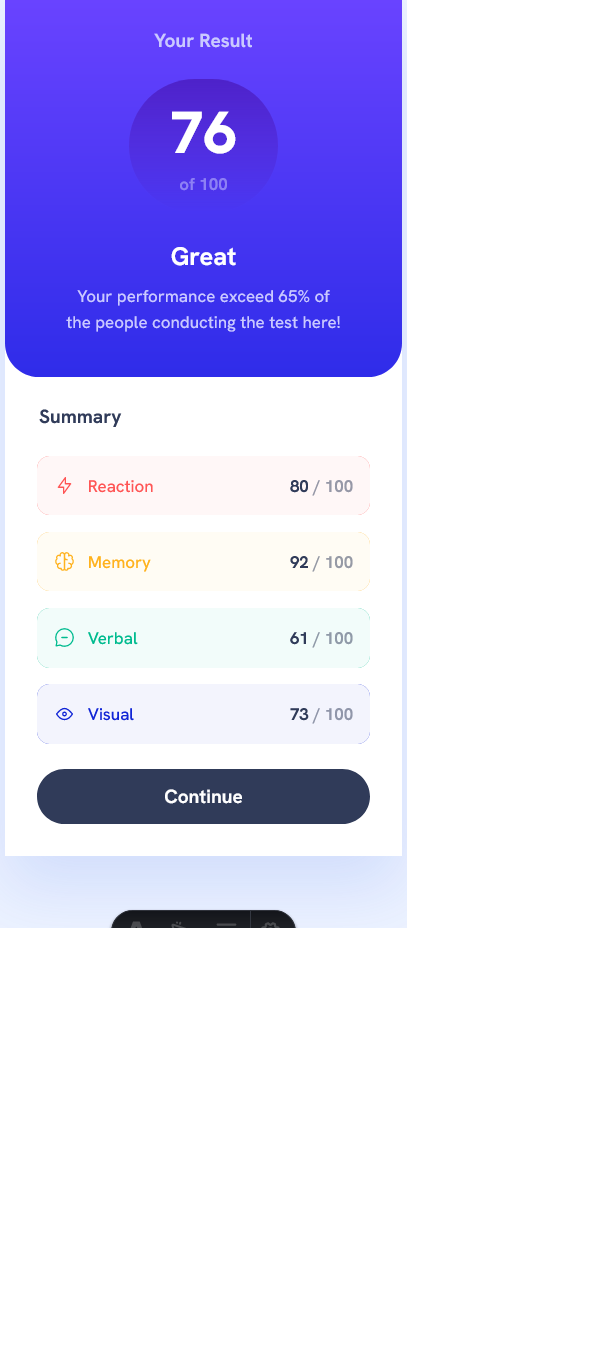 Your Result
76
of 100
Great
Your performance exceed 65% of
the people conducting the test here!
Summary
Reaction 80 / 100
Memory 92 / 100
Verbal 61 / 100
Visual 73 / 100
Continue